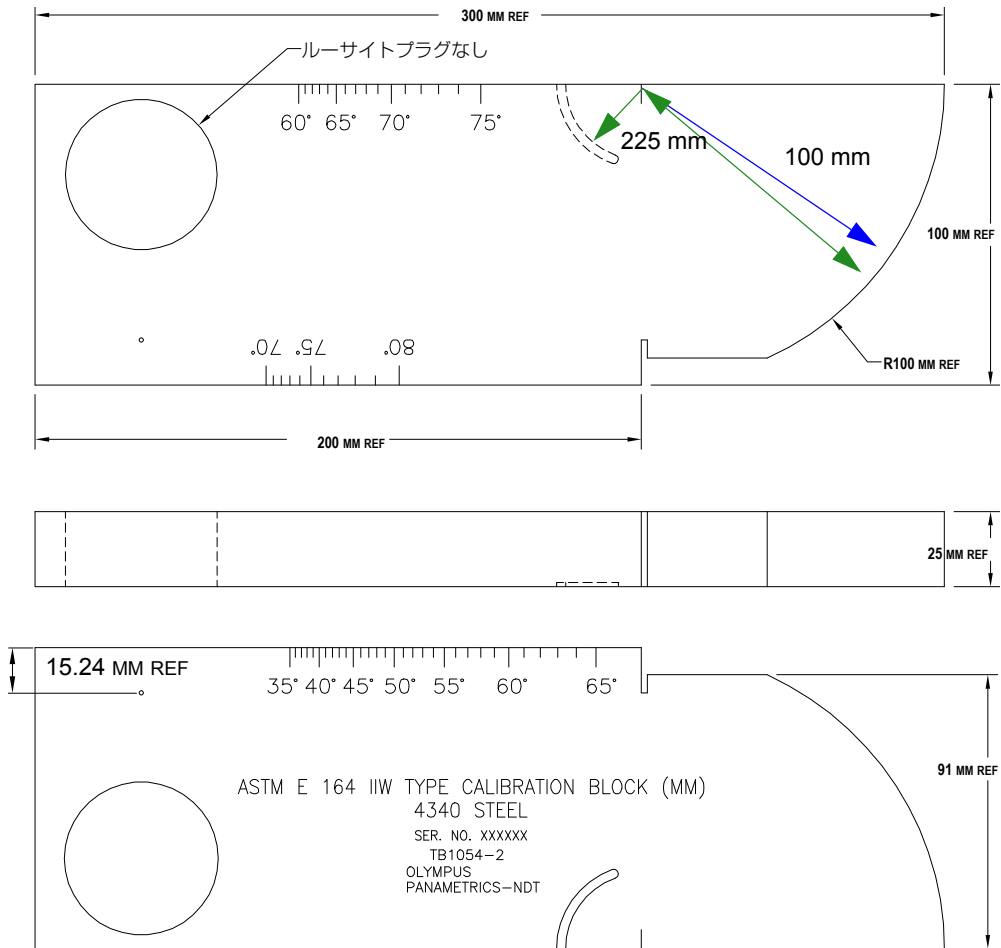 300 MM REF
ルーサイトプラグなし
60° 65° 70° 75°
225 mm
100 mm
100 MM REF
70° 75° 80°
R100 MM REF
200 MM REF
25 MM REF
15.24 MM REF
35° 40° 45° 50° 55° 60° 65°
91 MM REF
ASTM E 164 IIW TYPE CALIBRATION BLOCK (MM)
4340 STEEL
SER. NO. XXXXXX
TB1054-2
OLYMPUS
PANAMETRICS-NDT